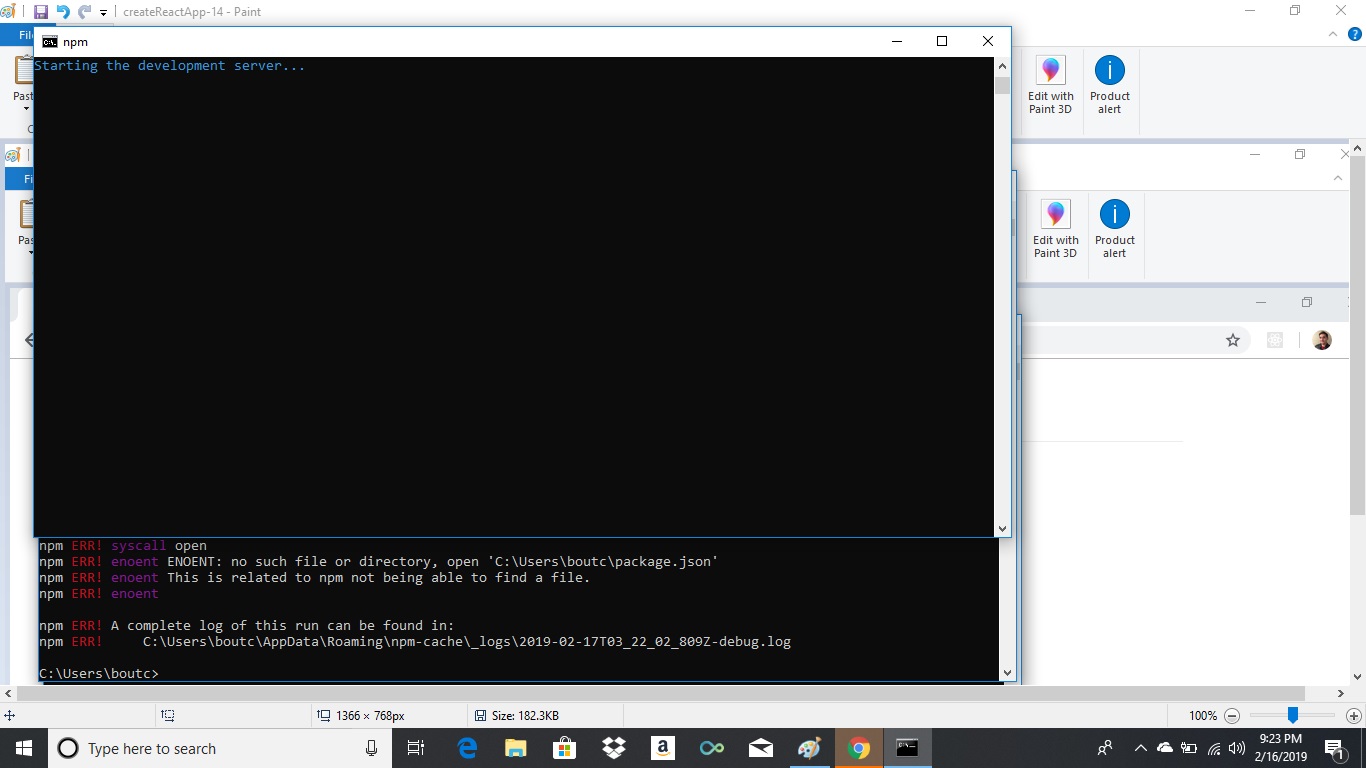 createReactApp-14 - Paint
npm
Starting the development server...
Edit with
Paint 3D
Product
alert
Edit with
Paint 3D
Product
alert
npm ERR! syscall open
npm ERR! enoent ENOENT: no such file or directory, open 'C:\Users\boutc\package.json'
npm ERR! enoent This is related to npm not being able to find a file.
npm ERR! enoent
npm ERR! A complete log of this run can be found in:
npm ERR!     C:\Users\boutc\AppData\Roaming\npm-cache\_logs\2019-02-17T03_22_02_809Z-debug.log
C:\Users\boutc>
1366 × 768px
Size: 182.3KB
100%
Type here to search
9:23 PM
2/16/2019
1